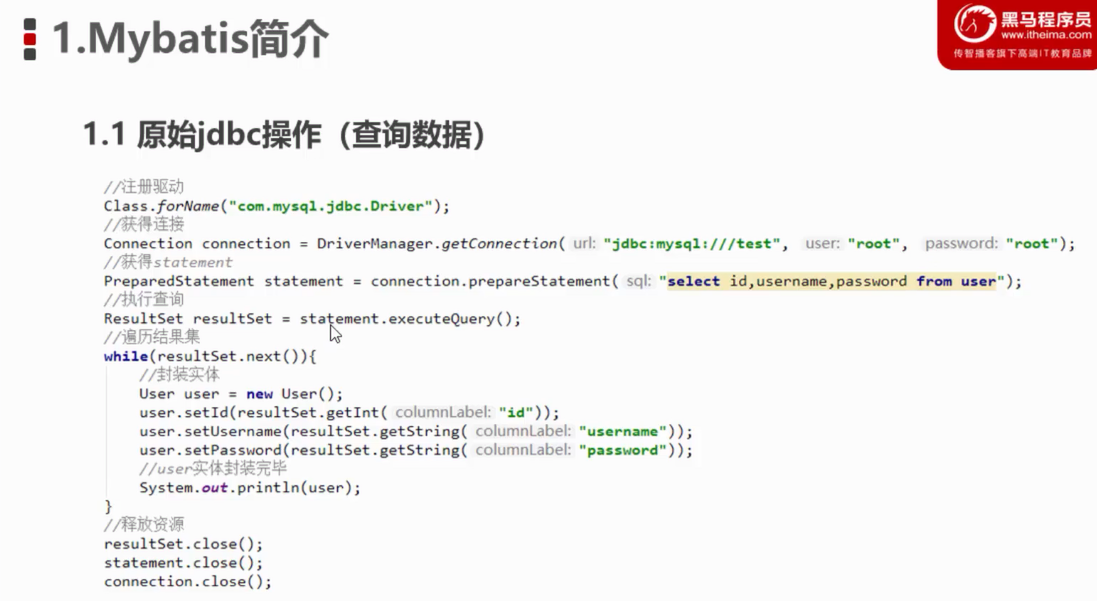 1.Mybatis简介
黑马程序员
www.itheima.com
传智播客旗下高端IT教育品牌
1.1 原始jdbc操作（查询数据）
//注册驱动
Class.forName("com.mysql.jdbc.Driver");
//获得连接
Connection connection = DriverManager.getConnection( url: "jdbc:mysql:///test", user: "root", password: "root");
//获得statement
PreparedStatement statement = connection.prepareStatement( sql: "select id,username,password from user");
//执行查询
ResultSet resultSet = statement.executeQuery();
//遍历结果集
while(resultSet.next()){
//封装实体
User user = new User();
user.setId(resultSet.getInt( columnLabel: "id"));
user.setUsername(resultSet.getString( columnLabel: "username"));
user.setPassword(resultSet.getString( columnLabel: "password"));
//user实体封装完毕
System.out.println(user);
}
//释放资源
resultSet.close();
statement.close();
connection.close();